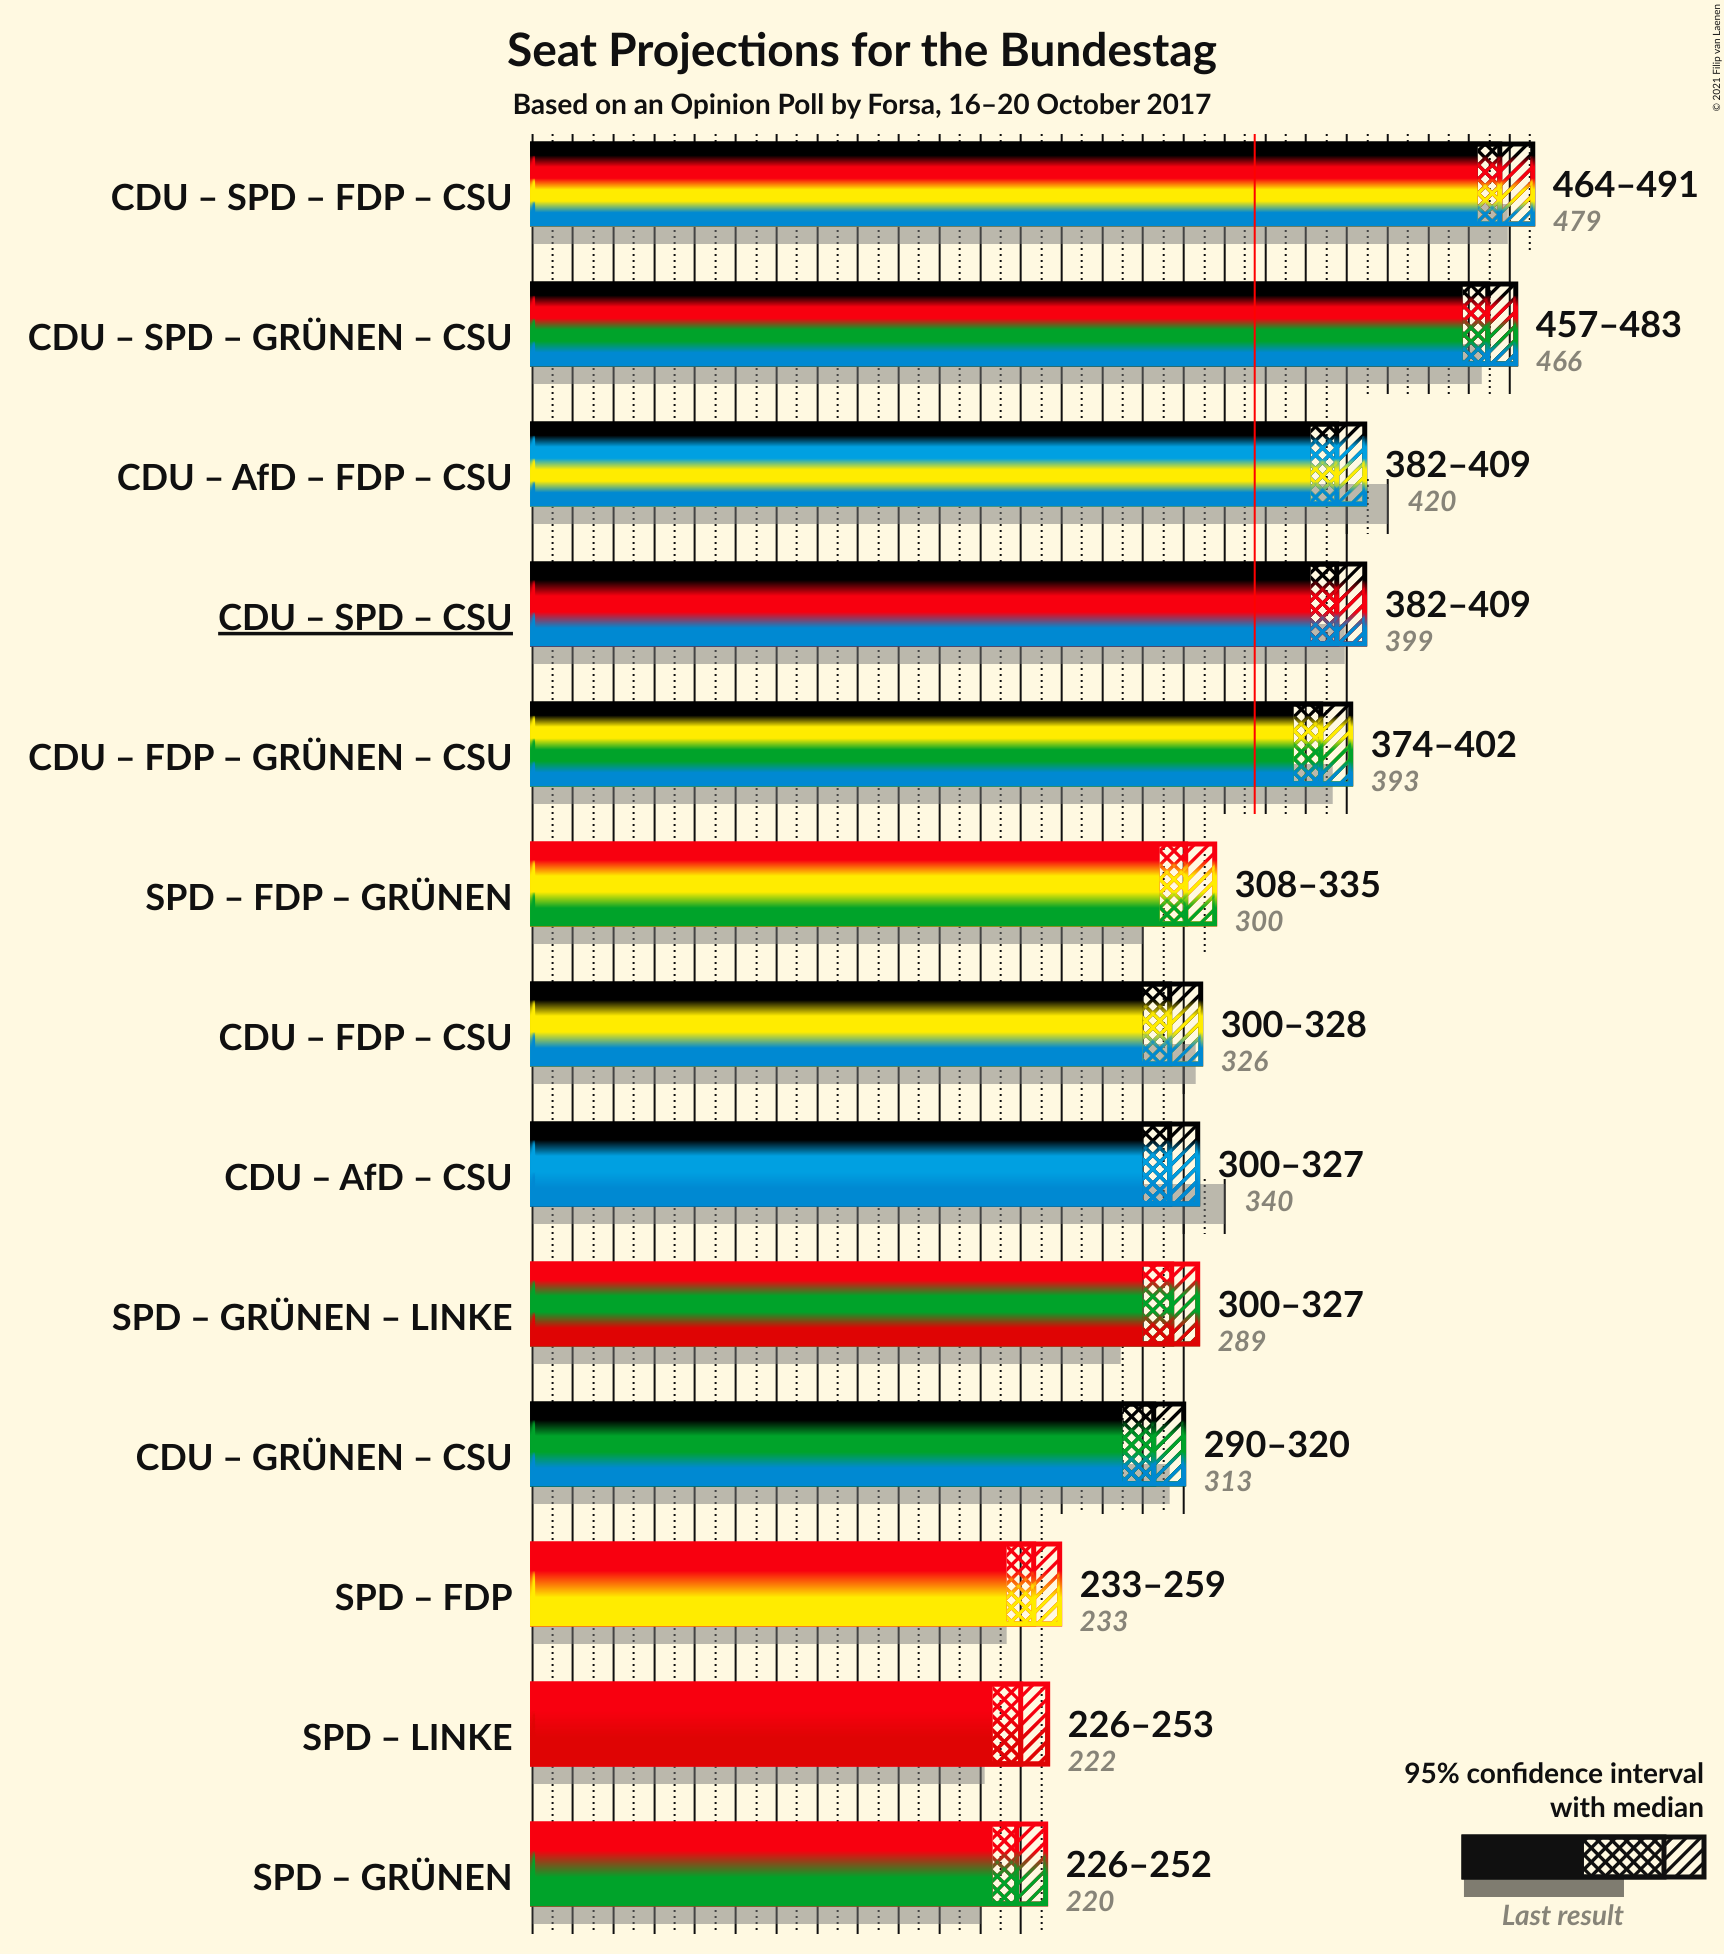 Seat Projections for the Bundestag
Based on an Opinion Poll by Forsa, 16–20 October 2017
© 2021 Filip van Laenen
CDU – SPD – FDP – CSU
464–491
479
CDU – SPD – GRÜNEN – CSU
457–483
466
CDU – AfD – FDP – CSU
382–409
420
CDU – SPD – CSU
382–409
399
CDU – FDP – GRÜNEN – CSU
374–402
393
SPD – FDP – GRÜNEN
308–335
300
CDU – FDP – CSU
300–328
326
CDU – AfD – CSU
300–327
340
SPD – GRÜNEN – LINKE
300–327
289
CDU – GRÜNEN – CSU
290–320
313
SPD – FDP
233–259
233
SPD – LINKE
226–253
222
SPD – GRÜNEN
226–252
220
95% confidence interval
with median
Last result